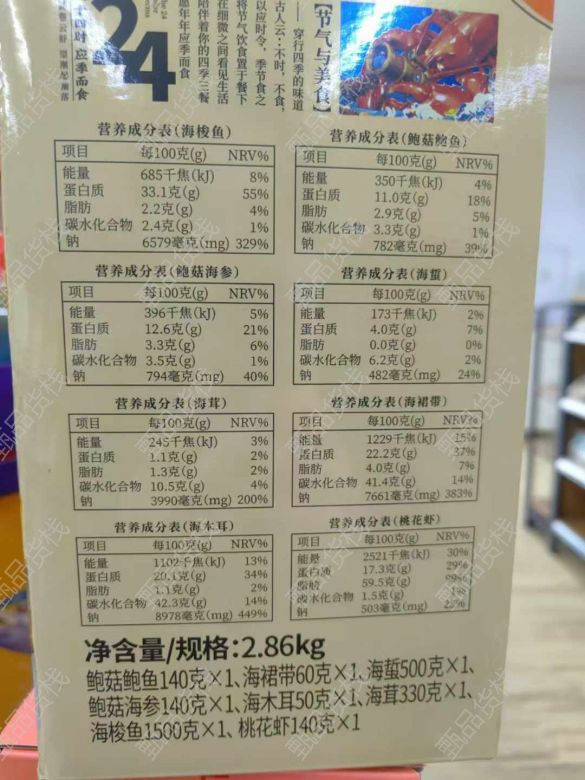 24
【节气与美食】
—— 穿行四季的味道
古人云:不时,不食,
以应时令,季节食之
将节气饮食置于餐下
在细微之间看见生活
陪伴着你的四季三餐
愿年年应季而食
营养成分表(海梭鱼)
项目 每100克(g) NRV%
能量 685千焦(kJ) 8%
蛋白质 33.1克(g) 55%
脂肪 2.2克(g) 4%
碳水化合物 2.4克(g) 1%
钠 6579毫克(mg) 329%
营养成分表(鲍菇鲍鱼)
项目 每100克(g) NRV%
能量 350千焦(kJ) 4%
蛋白质 11.0克(g) 18%
脂肪 2.9克(g) 5%
碳水化合物 3.3克(g) 1%
钠 782毫克(mg) 39%
营养成分表(鲍菇海参)
项目 每100克(g) NRV%
能量 396千焦(kJ) 5%
蛋白质 12.6克(g) 21%
脂肪 3.3克(g) 6%
碳水化合物 3.5克(g) 1%
钠 794毫克(mg) 40%
营养成分表(海蜇)
项目 每100克(g) NRV%
能量 173千焦(kJ) 2%
蛋白质 4.0克(g) 7%
脂肪 0.0克(g) 0%
碳水化合物 6.2克(g) 2%
钠 482毫克(mg) 24%
营养成分表(海茸)
项目 每100克(g) NRV%
能量 245千焦(kJ) 3%
蛋白质 1.1克(g) 2%
脂肪 1.3克(g) 2%
碳水化合物 10.5克(g) 4%
钠 3990毫克(mg) 200%
营养成分表(海裙带)
项目 每100克(g) NRV%
能量 1229千焦(kJ) 15%
蛋白质 22.2克(g) 37%
脂肪 4.0克(g) 7%
碳水化合物 41.4克(g) 14%
钠 7661毫克(mg) 383%
营养成分表(海木耳)
项目 每100克(g) NRV%
能量 1102千焦(kJ) 13%
蛋白质 20.1克(g) 34%
脂肪 1.1克(g) 2%
碳水化合物 42.3克(g) 14%
钠 8978毫克(mg) 449%
营养成分表(桃花虾)
项目 每100克(g) NRV%
能量 2521千焦(kJ) 30%
蛋白质 17.3克(g) 29%
脂肪 59.5克(g) 99%
碳水化合物 1.5克(g) 1%
钠 503毫克(mg) 25%
净含量/规格:2.86kg
鲍菇鲍鱼140克×1、海裙带60克×1、海蜇500克×1、
鲍菇海参140克×1、海木耳50克×1、海茸330克×1、
海梭鱼1500克×1、桃花虾140克×1
甄品货栈